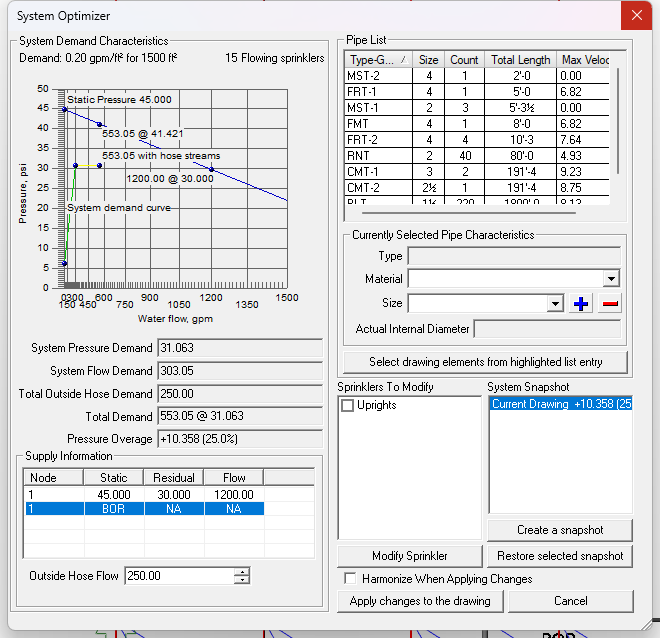 System Optimizer
System Demand Characteristics
Demand: 0.20 gpm/ft² for 1500 ft²
15 Flowing sprinklers
50
45
40
35
30
25
20
15
10
5
0
Pressure, psi
Static Pressure 45.000
553.05 @ 41.421
553.05 with hose streams
1200.00 @ 30.000
System demand curve
0 300 600 900 1200 1500
150 450 750 1050 1350
Water flow, gpm
System Pressure Demand 31.063
System Flow Demand 303.05
Total Outside Hose Demand 250.00
Total Demand 553.05 @ 31.063
Pressure Overage +10.358 (25.0%)
Supply Information
Node Static Residual Flow
1 45.000 30.000 1200.00
1 BOR NA NA
Outside Hose Flow 250.00
Pipe List
Type-G... Size Count Total Length Max Veloc
MST-2 4 1 2'-0 0.00
FRT-1 4 1 5'-0 6.82
MST-1 2 3 5'-3½ 0.00
FMT 4 1 8'-0 6.82
FRT-2 4 4 10'-3 7.64
RNT 2 40 80'-0 4.93
CMT-1 3 2 191'-4 9.23
CMT-2 2½ 1 191'-4 8.75
Currently Selected Pipe Characteristics
Type
Material
Size
Actual Internal Diameter
Select drawing elements from highlighted list entry
Sprinklers To Modify
Uprights
Modify Sprinkler
System Snapshot
Current Drawing +10.358 (25
Create a snapshot
Restore selected snapshot
Harmonize When Applying Changes
Apply changes to the drawing
Cancel